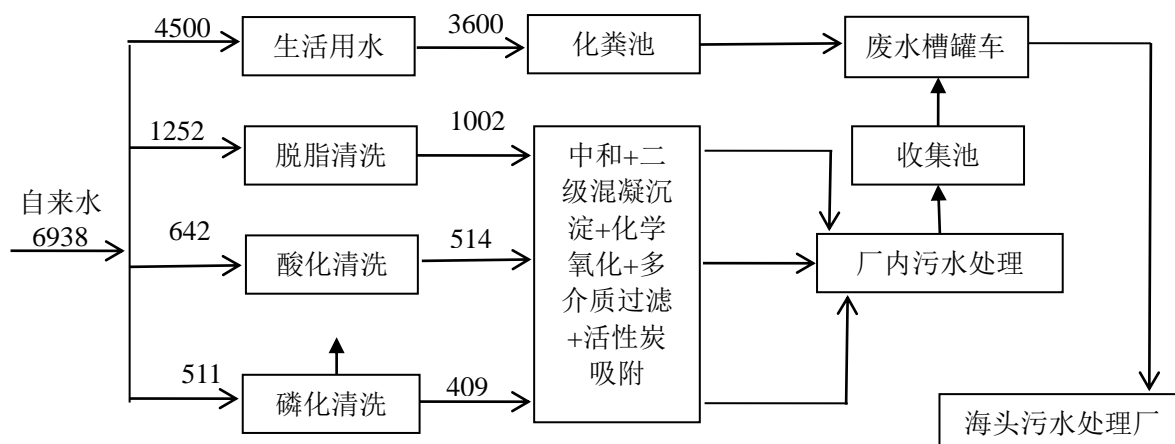 4500
生活用水
3600
化粪池
废水槽罐车
1252
脱脂清洗
1002
中和+二
级混凝沉
淀+化学
氧化+多
介质过滤
+活性炭
吸附
收集池
自来水
6938
642
酸化清洗
514
厂内污水处理
511
磷化清洗
409
海头污水处理厂